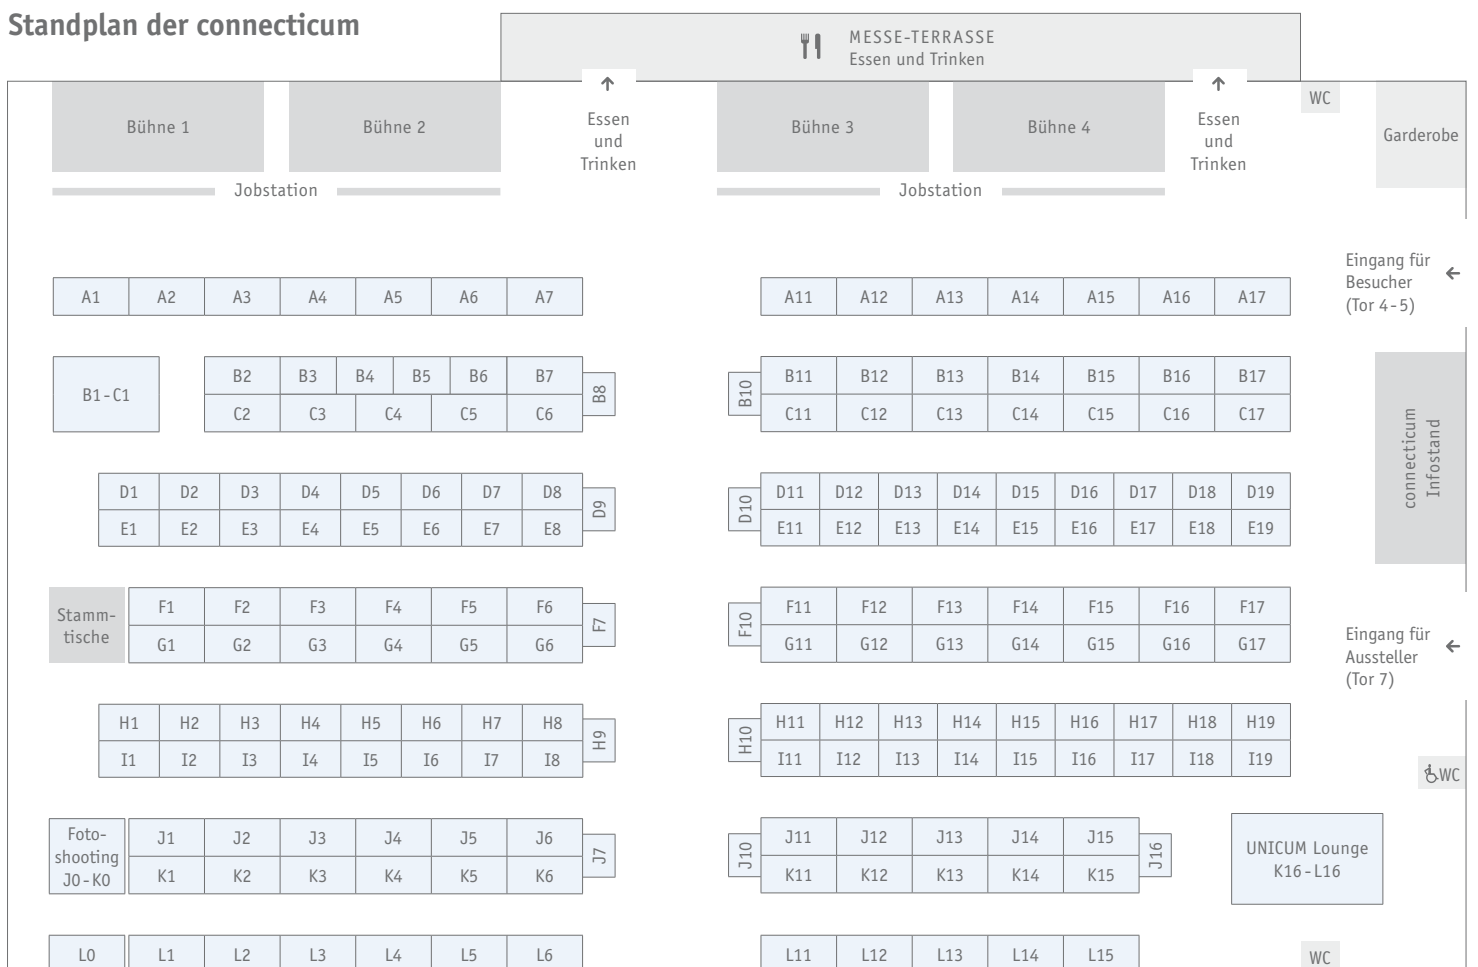 Standplan der connecticum
MESSE-TERRASSE
Essen und Trinken
Bühne 1
Bühne 2
Essen
und
Trinken
Bühne 3
Bühne 4
Essen
und
Trinken
WC
Garderobe
Jobstation
Jobstation
Eingang für
Besucher
(Tor 4-5)
A1 A2 A3 A4 A5 A6 A7
A11 A12 A13 A14 A15 A16 A17
B1-C1
B2 B3 B4 B5 B6 B7
C2 C3 C4 C5 C6
B8
B10
B11 B12 B13 B14 B15 B16 B17
C11 C12 C13 C14 C15 C16 C17
connecticum
Infostand
D1 D2 D3 D4 D5 D6 D7 D8
E1 E2 E3 E4 E5 E6 E7 E8
D9
D10
D11 D12 D13 D14 D15 D16 D17 D18 D19
E11 E12 E13 E14 E15 E16 E17 E18 E19
Stamm-
tische
F1 F2 F3 F4 F5 F6
G1 G2 G3 G4 G5 G6
F7
F10
F11 F12 F13 F14 F15 F16 F17
G11 G12 G13 G14 G15 G16 G17
Eingang für
Aussteller
(Tor 7)
H1 H2 H3 H4 H5 H6 H7 H8
I1 I2 I3 I4 I5 I6 I7 I8
H9
H10
H11 H12 H13 H14 H15 H16 H17 H18 H19
I11 I12 I13 I14 I15 I16 I17 I18 I19
WC
Foto-
shooting
J0-K0
J1 J2 J3 J4 J5 J6
K1 K2 K3 K4 K5 K6
J7
J10
J11 J12 J13 J14 J15
K11 K12 K13 K14 K15
J16
UNICUM Lounge
K16-L16
L0 L1 L2 L3 L4 L5 L6
L11 L12 L13 L14 L15
WC